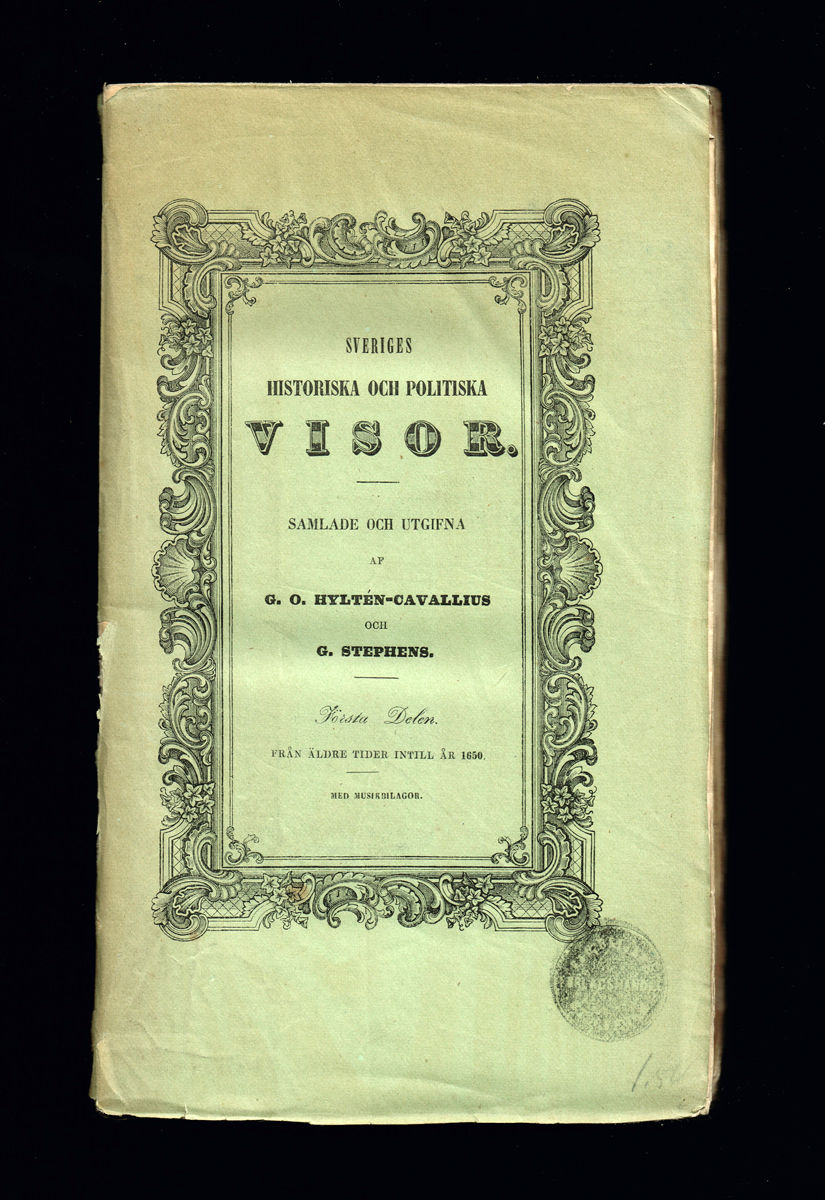 SVERIGES
HISTORISKA OCH POLITISKA
VISOR.
SAMLADE OCH UTGIFNA
AF
G. O. HYLTÉN-CAVALLIUS
OCH
G. STEPHENS.
Första Delen.
FRÅN ÄLDRE TIDER INTILL ÅR 1650.
MED MUSIKBILAGOR.